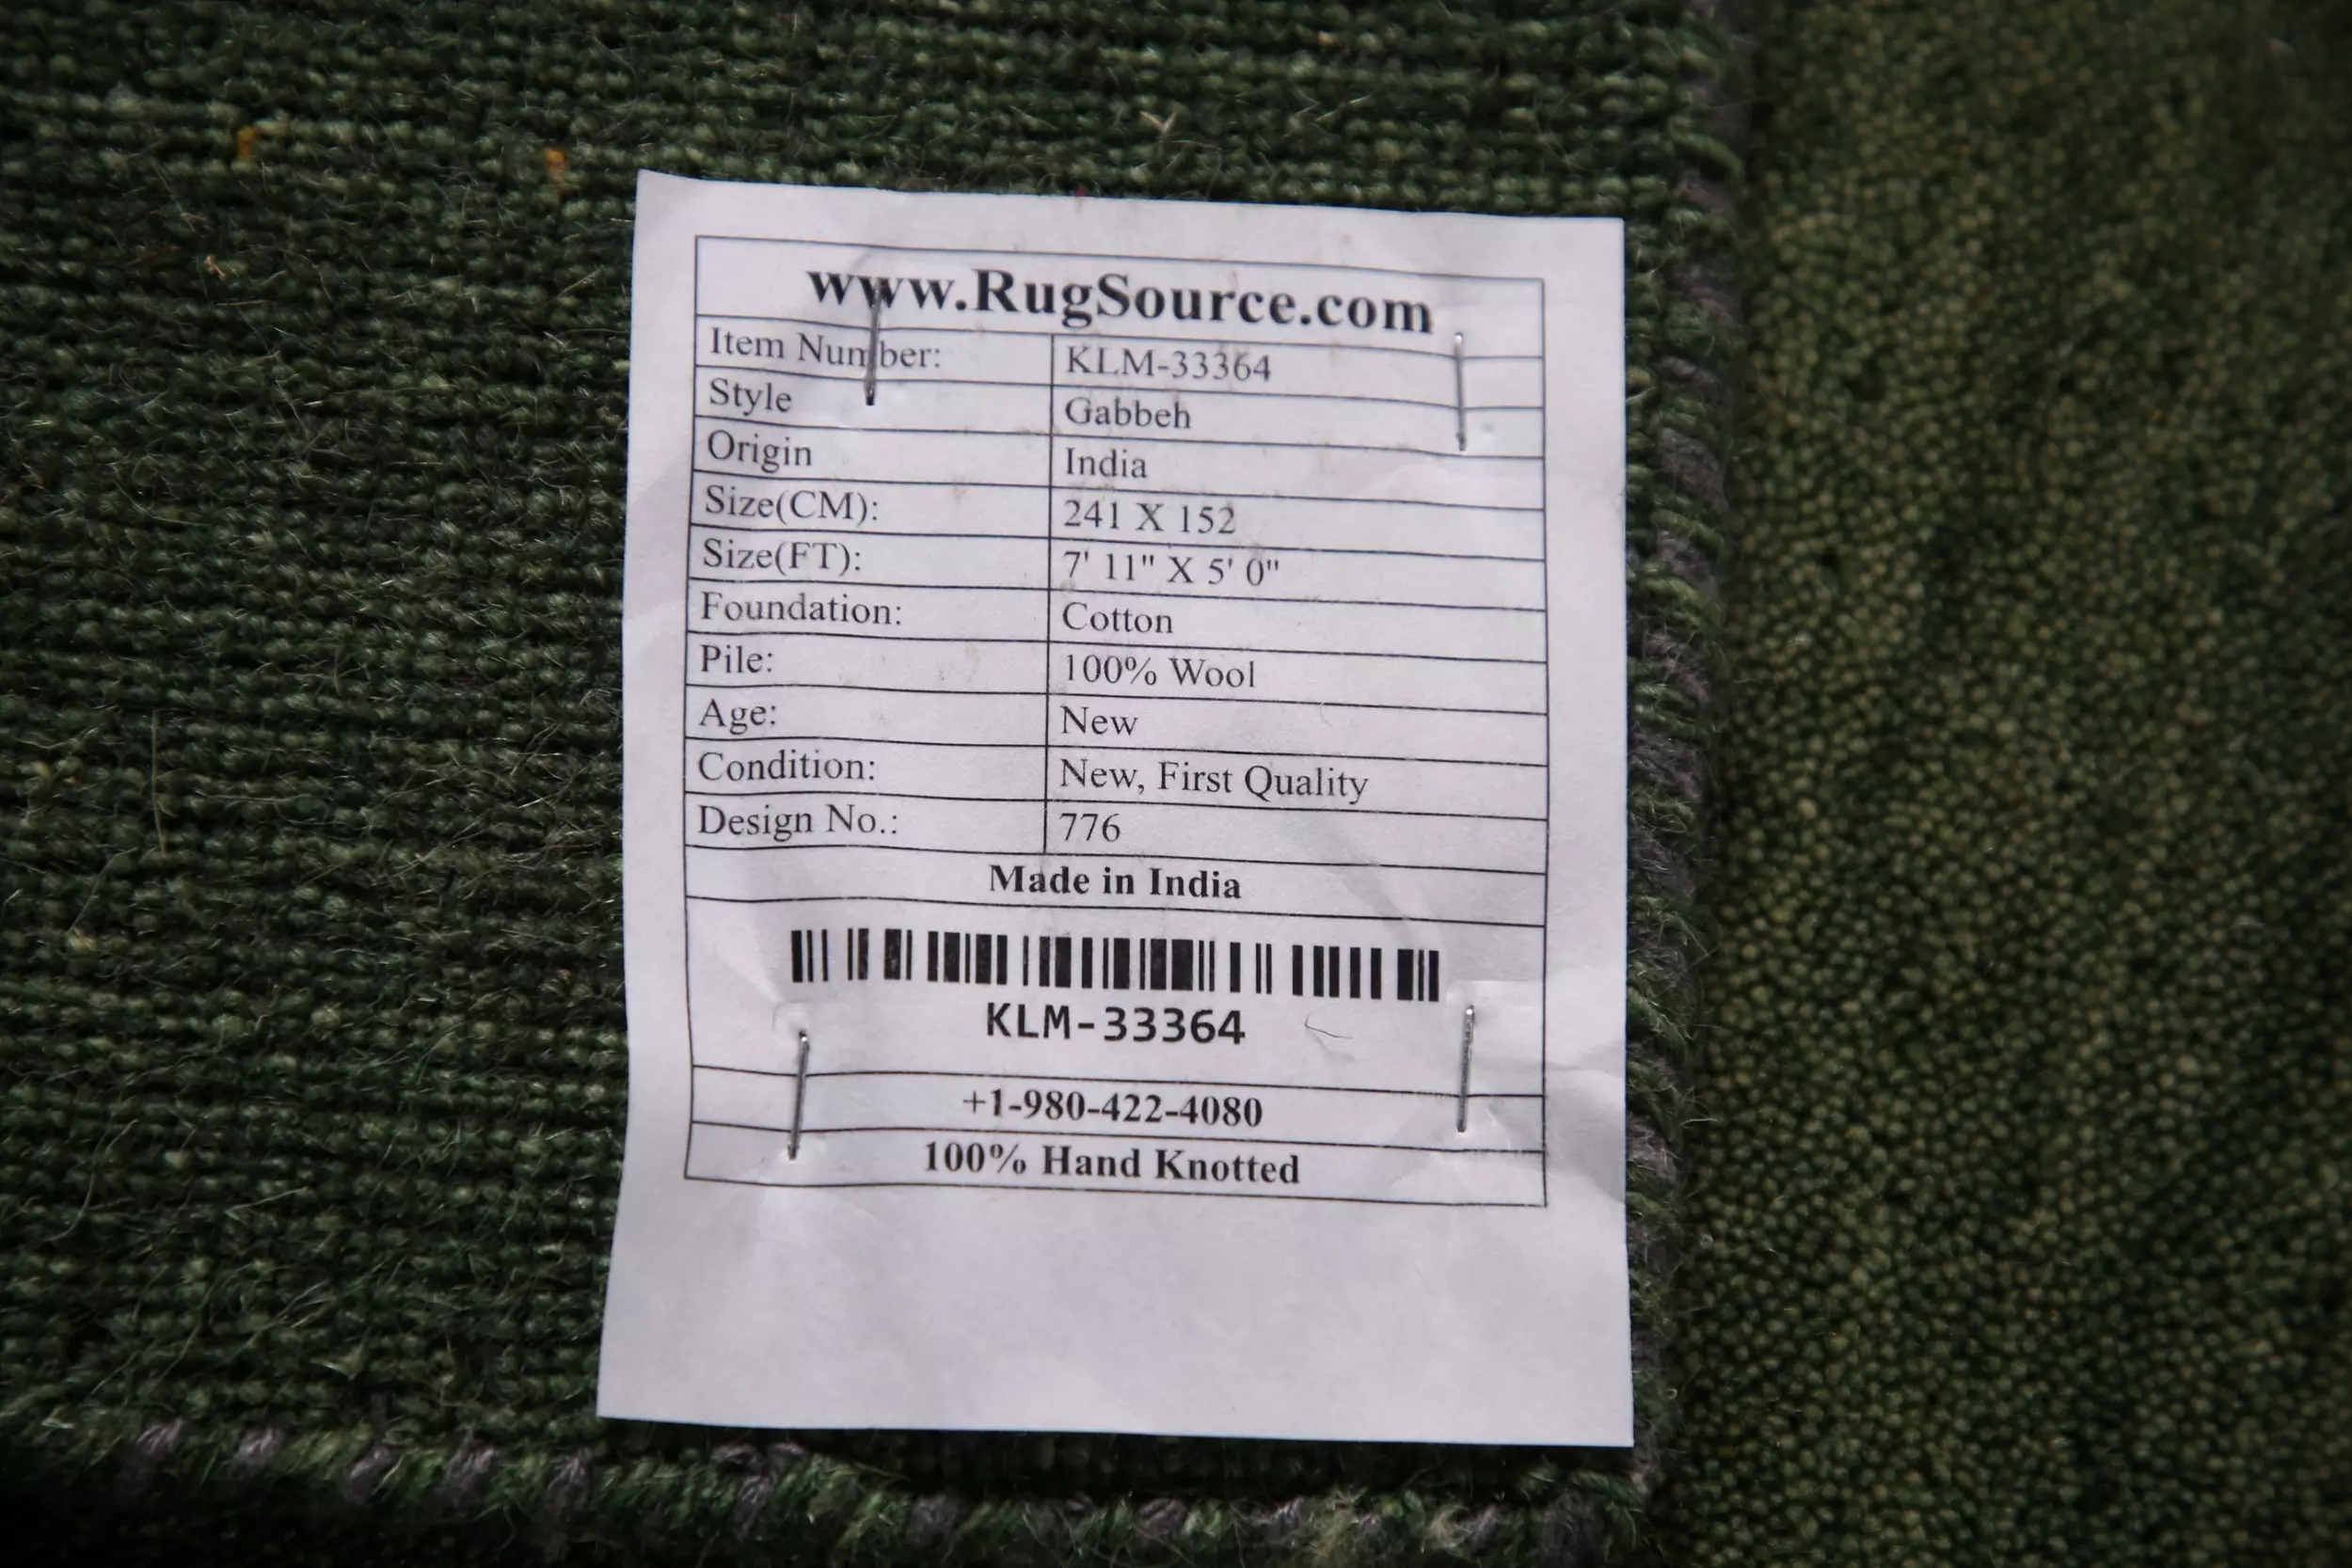 www.RugSource.com
Item Number: KLM-33364
Style Gabbeh
Origin India
Size(CM): 241 X 152
Size(FT): 7' 11" X 5' 0"
Foundation: Cotton
Pile: 100% Wool
Age: New
Condition: New, First Quality
Design No.: 776
Made in India
KLM-33364
+1-980-422-4080
100% Hand Knotted